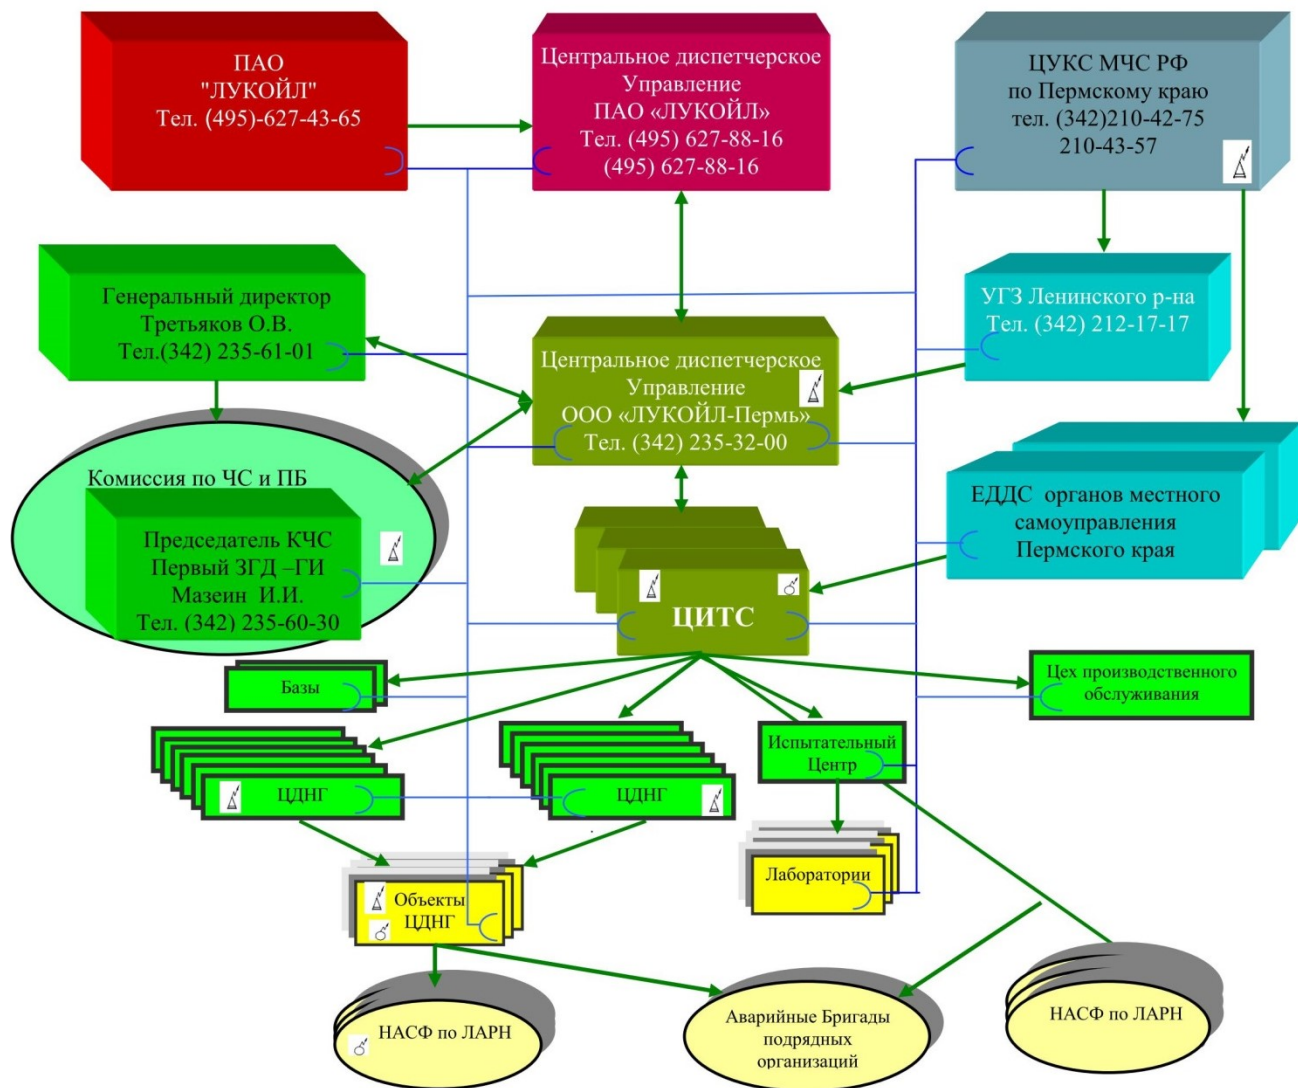 ПАО
"ЛУКОЙЛ"
Тел. (495)-627-43-65
Центральное диспетчерское
Управление
ПАО «ЛУКОЙЛ»
Тел. (495) 627-88-16
(495) 627-88-16
ЦУКС МЧС РФ
по Пермскому краю
тел. (342)210-42-75
210-43-57
Генеральный директор
Третьяков О.В.
Тел.(342) 235-61-01
Центральное диспетчерское
Управление
ООО «ЛУКОЙЛ-Пермь»
Тел. (342) 235-32-00
УГЗ Ленинского р-на
Тел. (342) 212-17-17
Комиссия по ЧС и ПБ
Председатель КЧС
Первый ЗГД –ГИ
Мазеин И.И.
Тел. (342) 235-60-30
ЕДДС органов местного
самоуправления
Пермского края
ЦИТС
Базы
Цех производственного
обслуживания
ЦДНГ
ЦДНГ
Испытательный
Центр
Объекты
ЦДНГ
Лаборатории
НАСФ по ЛАРН
Аварийные Бригады
подрядных
организаций
НАСФ по ЛАРН